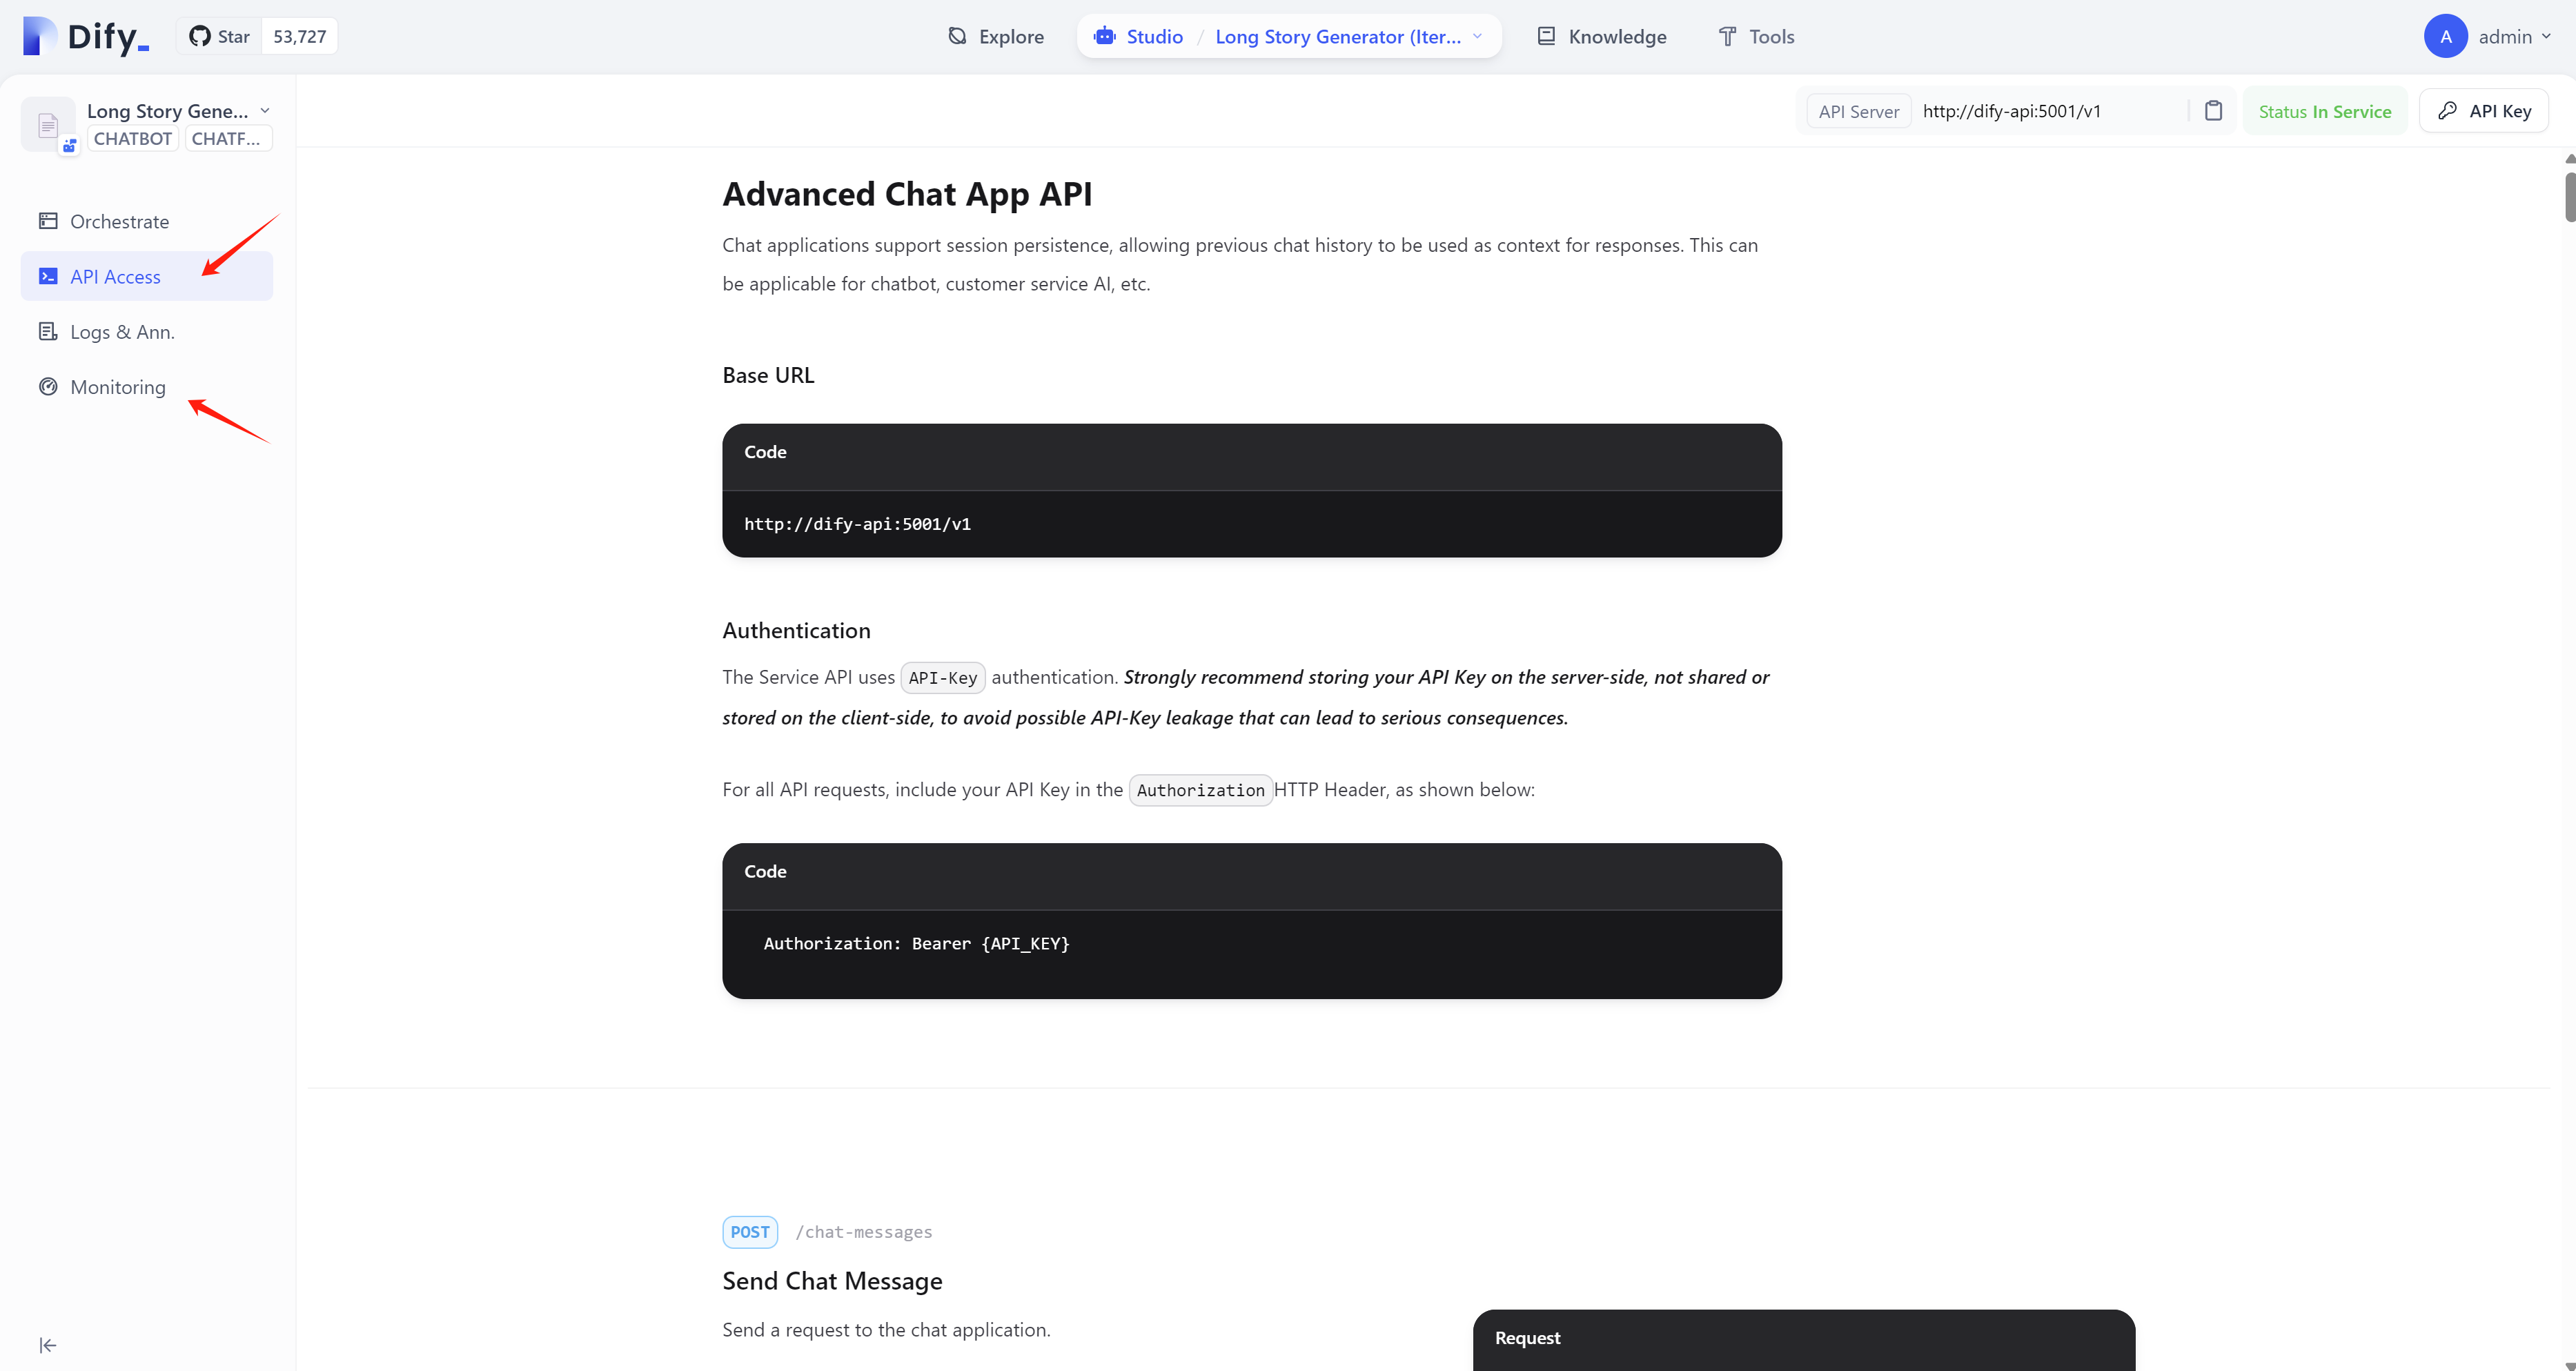 Dify_
Star 53,727
Explore
Studio / Long Story Generator (Iter...
Knowledge
Tools
A admin
Long Story Gene...
CHATBOT CHATF...
API Server http://dify-api:5001/v1
Status In Service
API Key
Orchestrate
API Access
Logs & Ann.
Monitoring
Advanced Chat App API
Chat applications support session persistence, allowing previous chat history to be used as context for responses. This can
be applicable for chatbot, customer service AI, etc.
Base URL
Code
http://dify-api:5001/v1
Authentication
The Service API uses API-Key authentication. Strongly recommend storing your API Key on the server-side, not shared or
stored on the client-side, to avoid possible API-Key leakage that can lead to serious consequences.
For all API requests, include your API Key in the Authorization HTTP Header, as shown below:
Code
Authorization: Bearer {API_KEY}
POST /chat-messages
Send Chat Message
Send a request to the chat application.
Request